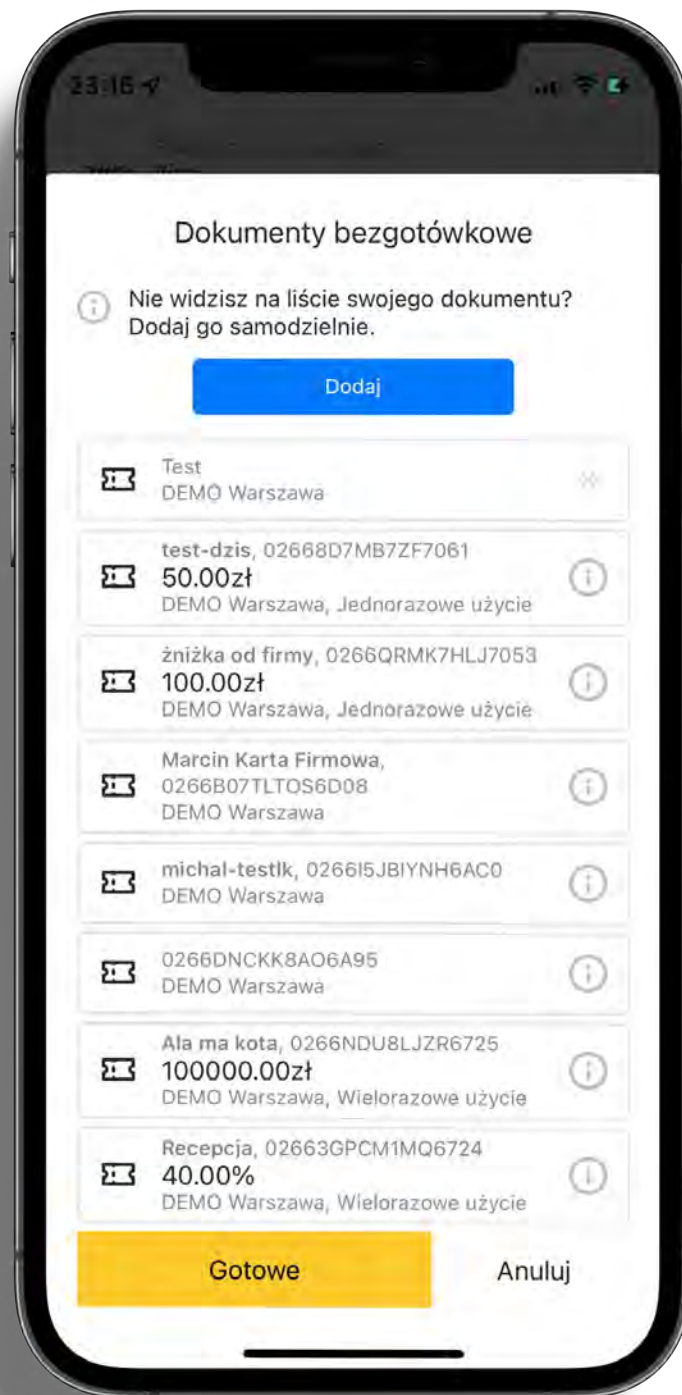 23:16
Dokumenty bezgotówkowe
Nie widzisz na liście swojego dokumentu?
Dodaj go samodzielnie.
Dodaj
Test
DEMO Warszawa
test-dzis, 02668D7MB7ZF7061
50.00zł
DEMO Warszawa, Jednorazowe użycie
żniżka od firmy, 0266QRMK7HLJ7053
100.00zł
DEMO Warszawa, Jednorazowe użycie
Marcin Karta Firmowa,
0266B07TLTOS6D08
DEMO Warszawa
michal-testlk, 0266I5JBIYNH6AC0
DEMO Warszawa
0266DNCKK8AO6A95
DEMO Warszawa
Ala ma kota, 0266NDU8LJZR6725
100000.00zł
DEMO Warszawa, Wielorazowe użycie
Recepcja, 02663GPCM1MQ6724
40.00%
DEMO Warszawa, Wielorazowe użycie
Gotowe
Anuluj